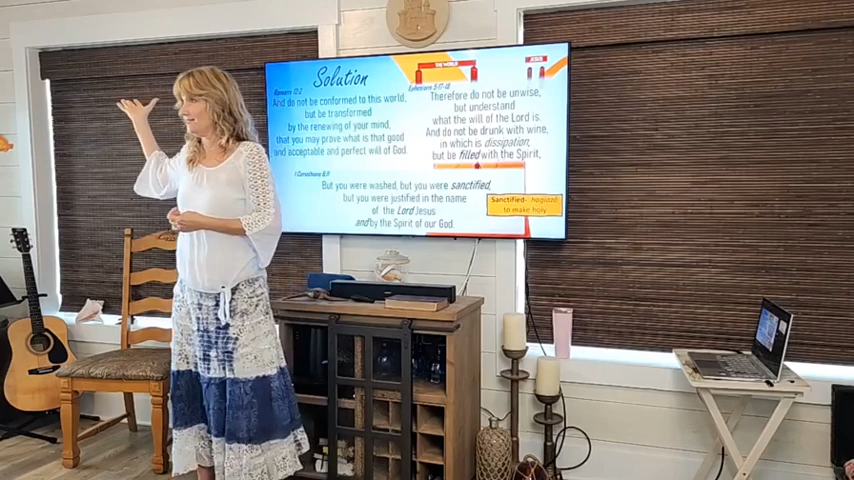 Solution
THE WORLD
JESUS
Romans 12:2
And do not be conformed to this world,
but be transformed
by the renewing of your mind,
that you may prove what is that good
and acceptable and perfect will of God.
Ephesians 5:17-18
Therefore do not be unwise,
but understand
what the will of the Lord is.
And do not be drunk with wine,
in which is dissipation,
but be filled with the Spirit,
1 Corinthians 6:11
But you were washed, but you were sanctified,
but you were justified in the name
of the Lord Jesus
and by the Spirit of our God.
Sanctified- hagiazō
to make holy